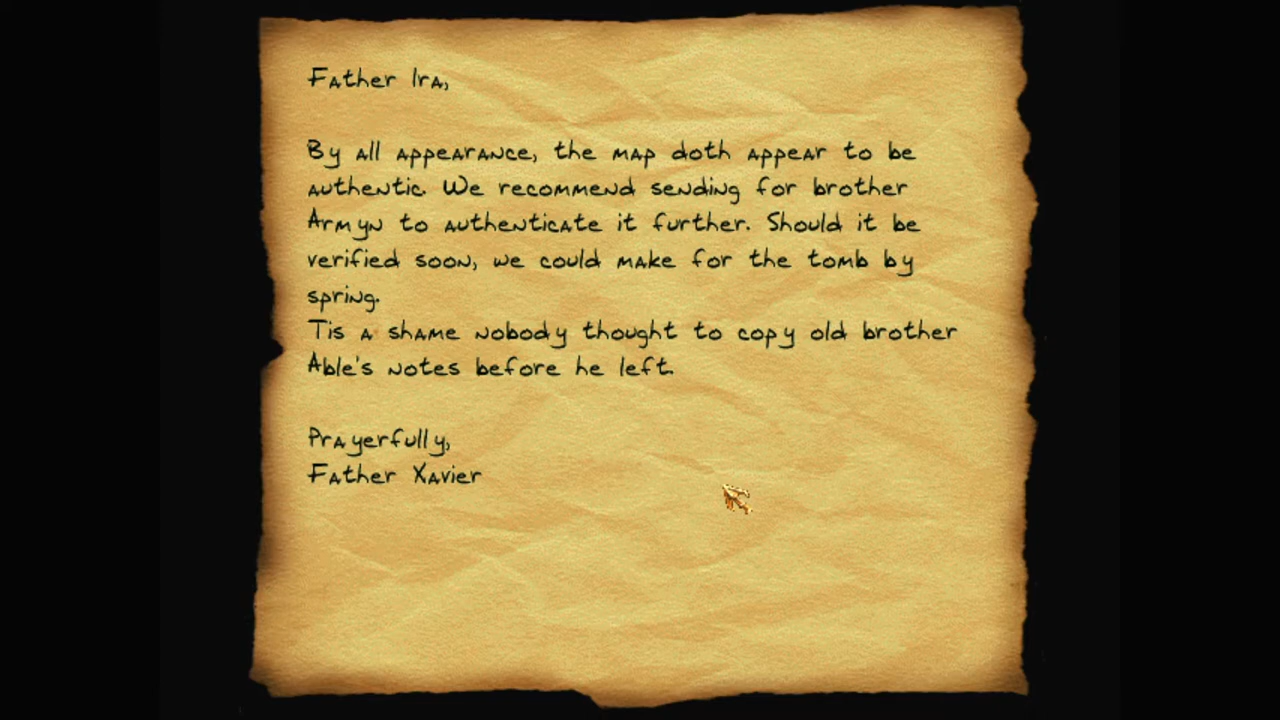 Father Ira,
By all appearance, the map doth appear to be
authentic. We recommend sending for brother
Armyn to authenticate it further. Should it be
verified soon, we could make for the tomb by
spring.
Tis a shame nobody thought to copy old brother
Able's notes before he left.
Prayerfully,
Father Xavier